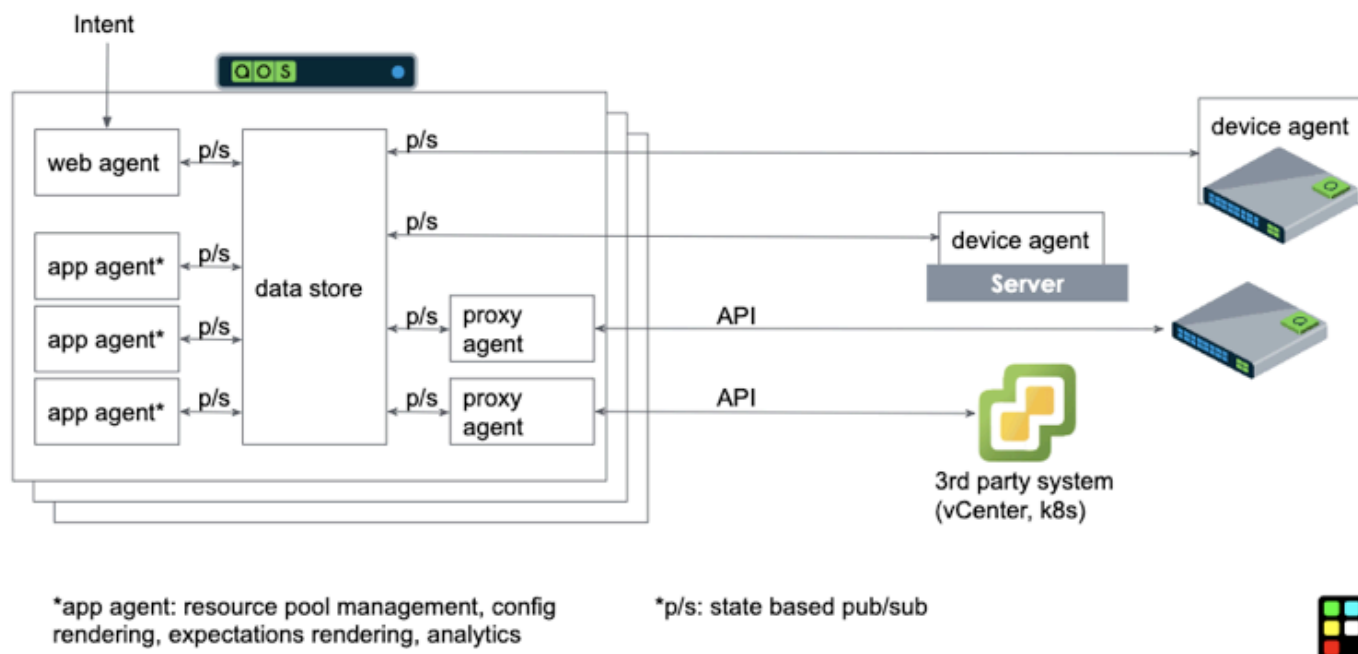 Intent
aos
web agent
p/s
p/s
device agent
app agent*
p/s
p/s
device agent
Server
data store
app agent*
p/s
p/s
proxy
agent
API
app agent*
p/s
p/s
proxy
agent
API
3rd party system
(vCenter, k8s)
*app agent: resource pool management, config
rendering, expectations rendering, analytics
*p/s: state based pub/sub